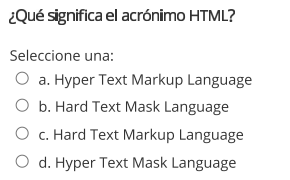 ¿Qué significa el acrónimo HTML?
Seleccione una:
a. Hyper Text Markup Language
b. Hard Text Mask Language
c. Hard Text Markup Language
d. Hyper Text Mask Language